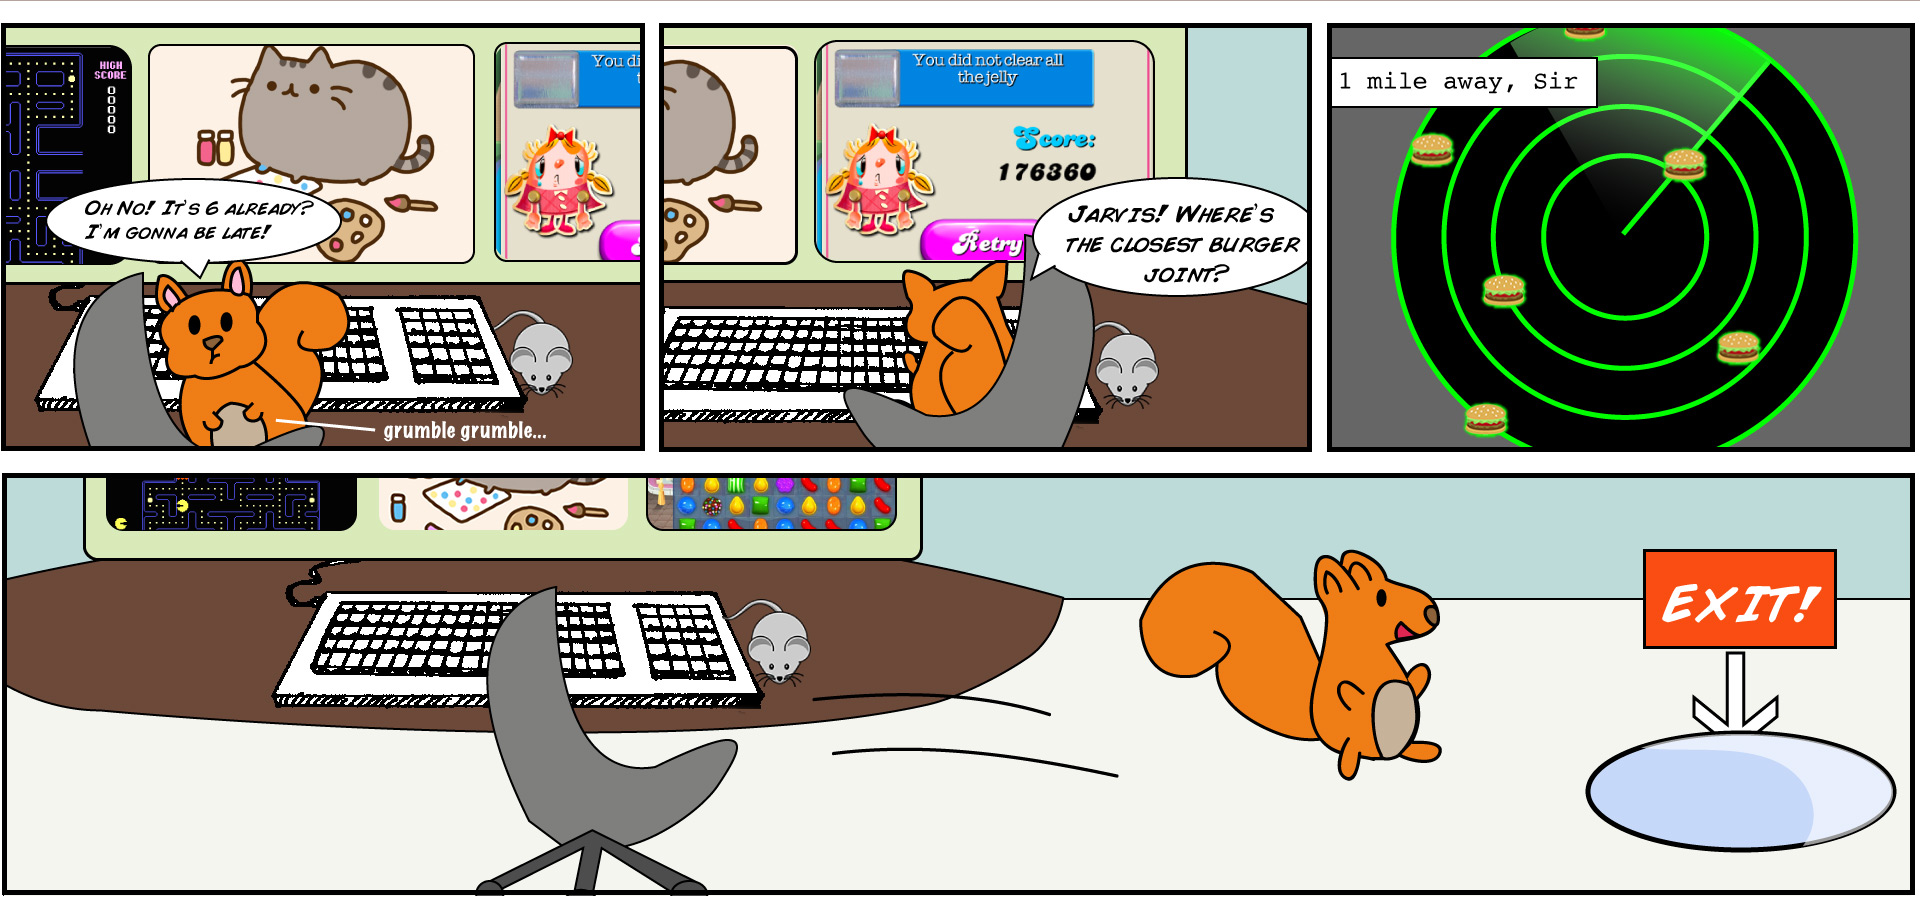 HIGH
SCORE
00000
You di
t
OH NO! IT'S 6 ALREADY?
I'M GONNA BE LATE!
grumble grumble...
You did not clear all
the jelly
Score:
176360
Retry
JARVIS! WHERE'S
THE CLOSEST BURGER
JOINT?
1 mile away, Sir
EXIT!